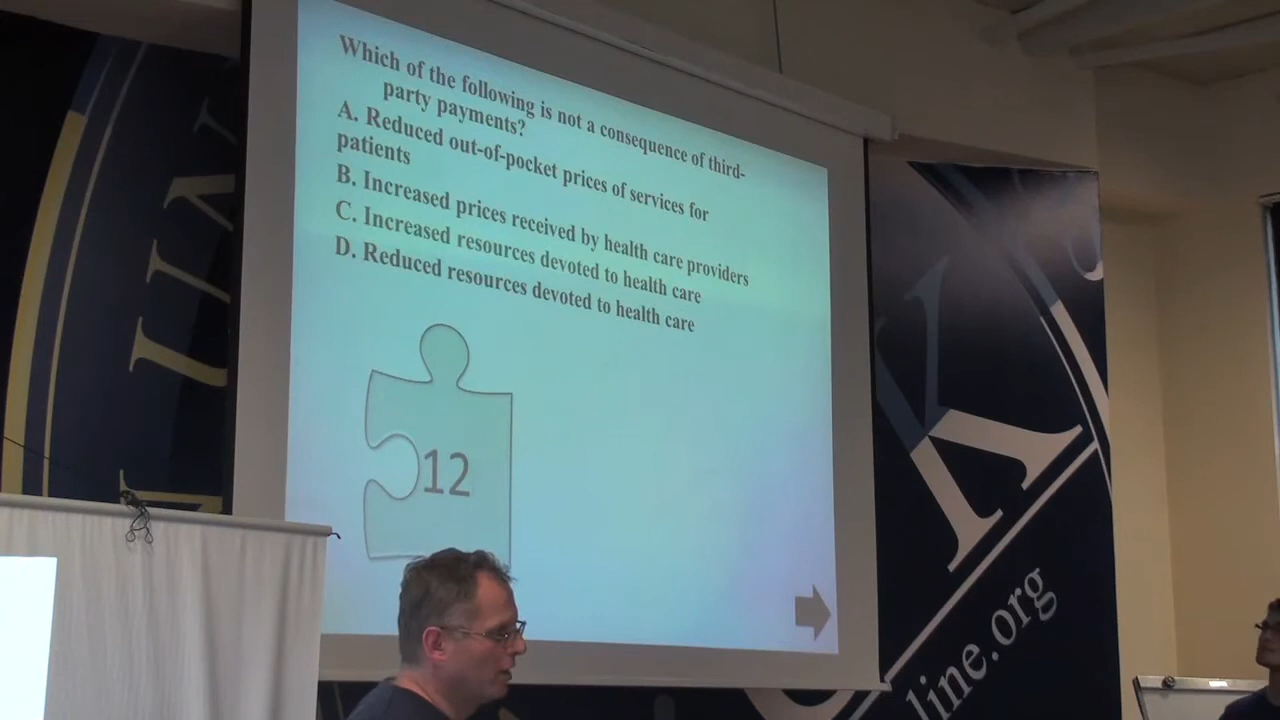 Which of the following is not a consequence of third-
party payments?
A. Reduced out-of-pocket prices of services for
patients
B. Increased prices received by health care providers
C. Increased resources devoted to health care
D. Reduced resources devoted to health care
12
line.org